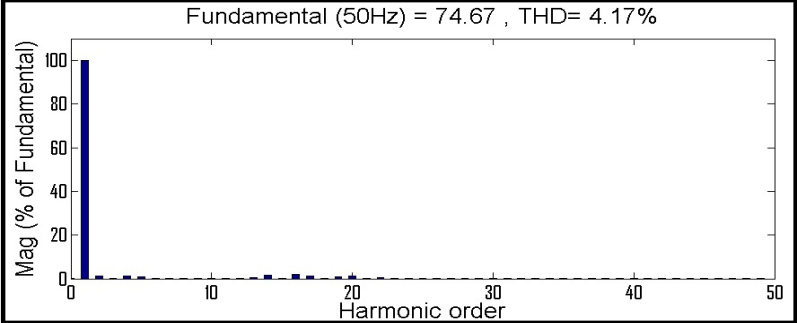 Fundamental (50Hz) = 74.67 , THD= 4.17%
Mag (% of Fundamental)
100
80
60
40
20
0
0 10 20 30 40 50
Harmonic order